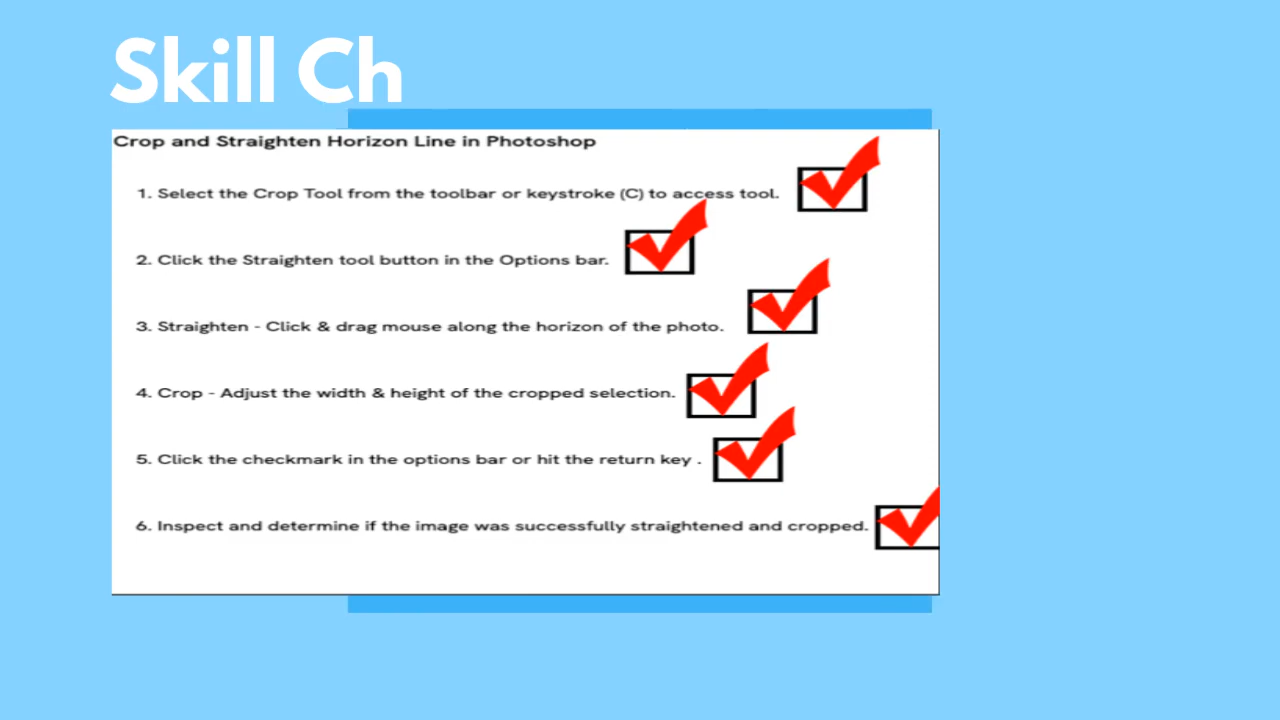 Skill Ch
Crop and Straighten Horizon Line in Photoshop
1. Select the Crop Tool from the toolbar or keystroke (C) to access tool.
2. Click the Straighten tool button in the Options bar.
3. Straighten - Click & drag mouse along the horizon of the photo.
4. Crop - Adjust the width & height of the cropped selection.
5. Click the checkmark in the options bar or hit the return key .
6. Inspect and determine if the image was successfully straightened and cropped.